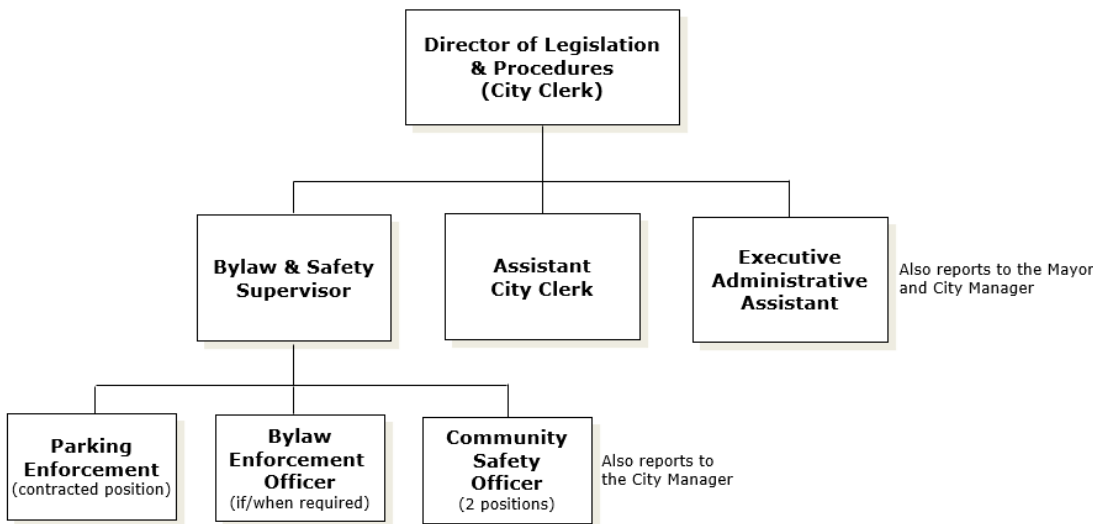 Director of Legislation
& Procedures
(City Clerk)
Bylaw & Safety
Supervisor
Assistant
City Clerk
Executive
Administrative
Assistant
Also reports to the Mayor
and City Manager
Parking
Enforcement
(contracted position)
Bylaw
Enforcement
Officer
(if/when required)
Community
Safety
Officer
(2 positions)
Also reports to
the City Manager